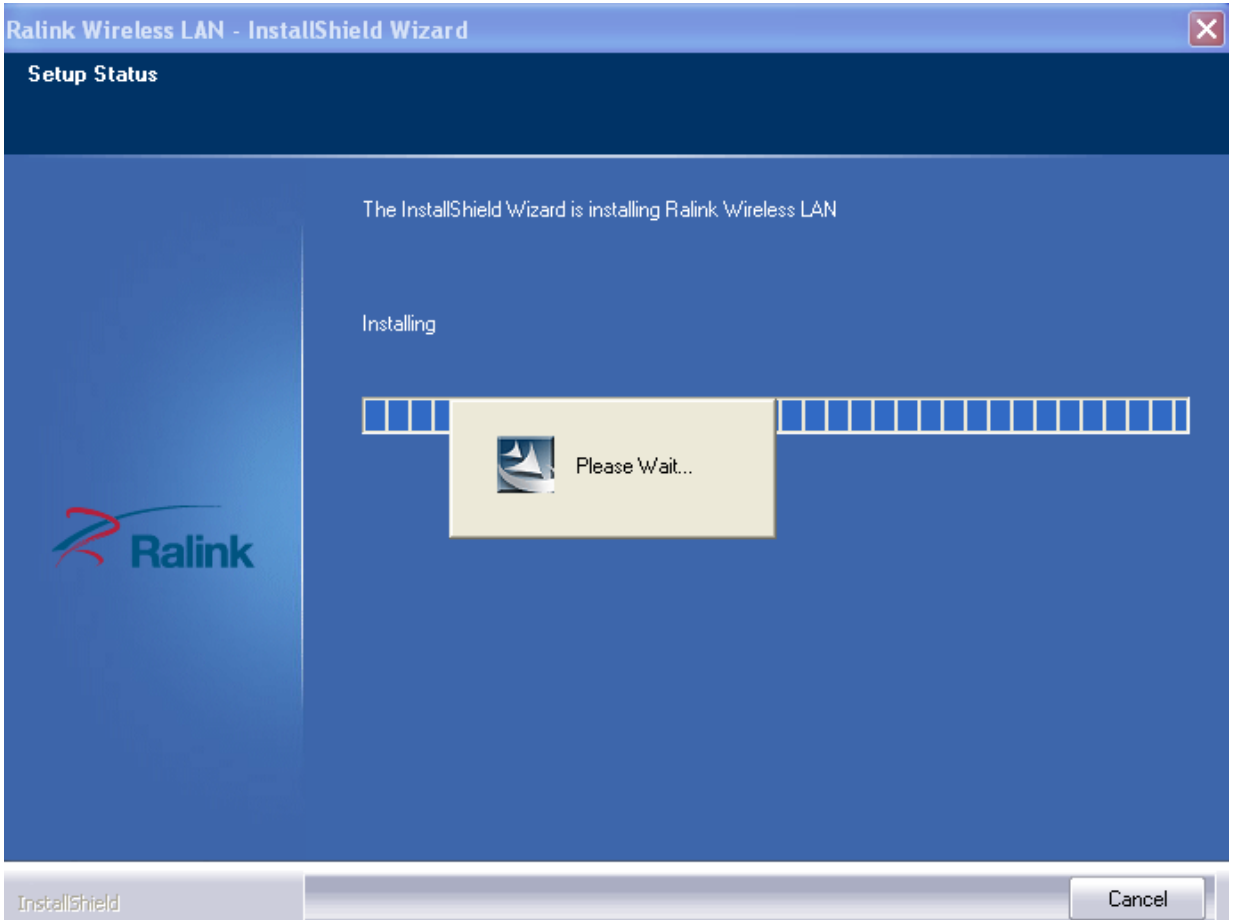 Ralink Wireless LAN - InstallShield Wizard
Setup Status
The InstallShield Wizard is installing Ralink Wireless LAN
Installing
Please Wait...
Ralink
InstallShield
Cancel